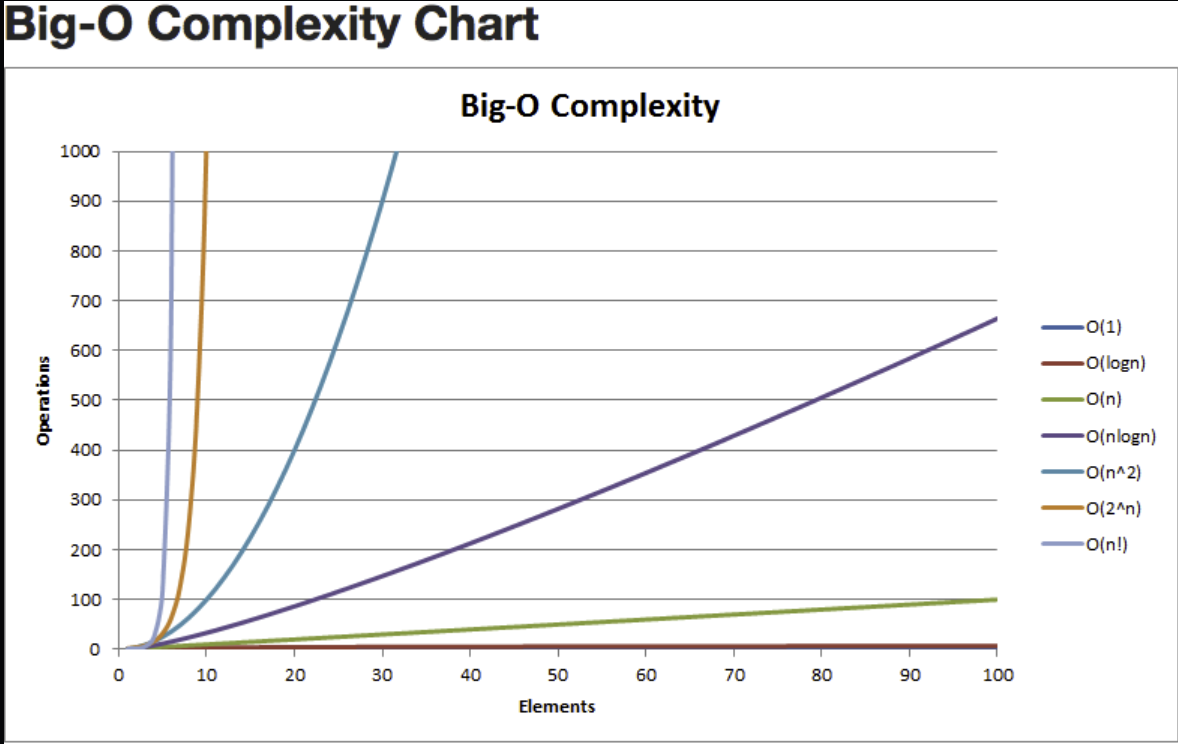 Big-O Complexity Chart
Big-O Complexity
1000
900
800
700
600
500
400
300
200
100
0
Operations
0 10 20 30 40 50 60 70 80 90 100
Elements
O(1)
O(logn)
O(n)
O(nlogn)
O(n^2)
O(2^n)
O(n!)